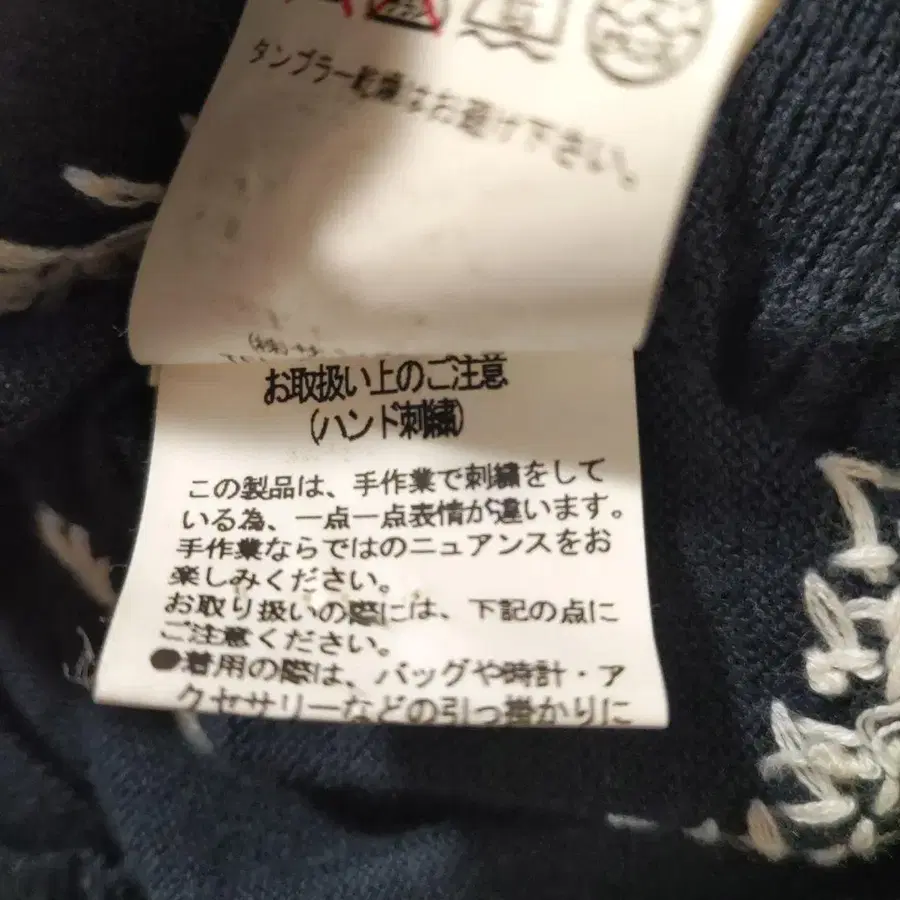 タンブラー乾燥はお避け下さい。
(株)
お取扱い上のご注意
(ハンド刺繍)
この製品は、手作業で刺繍をして
いる為、一点一点表情が違います。
手作業ならではのニュアンスをお
楽しみください。
お取り扱いの際には、下記の点に
ご注意ください。
●着用の際は、バッグや時計・ア
クセサリーなどの引っ掛かりに